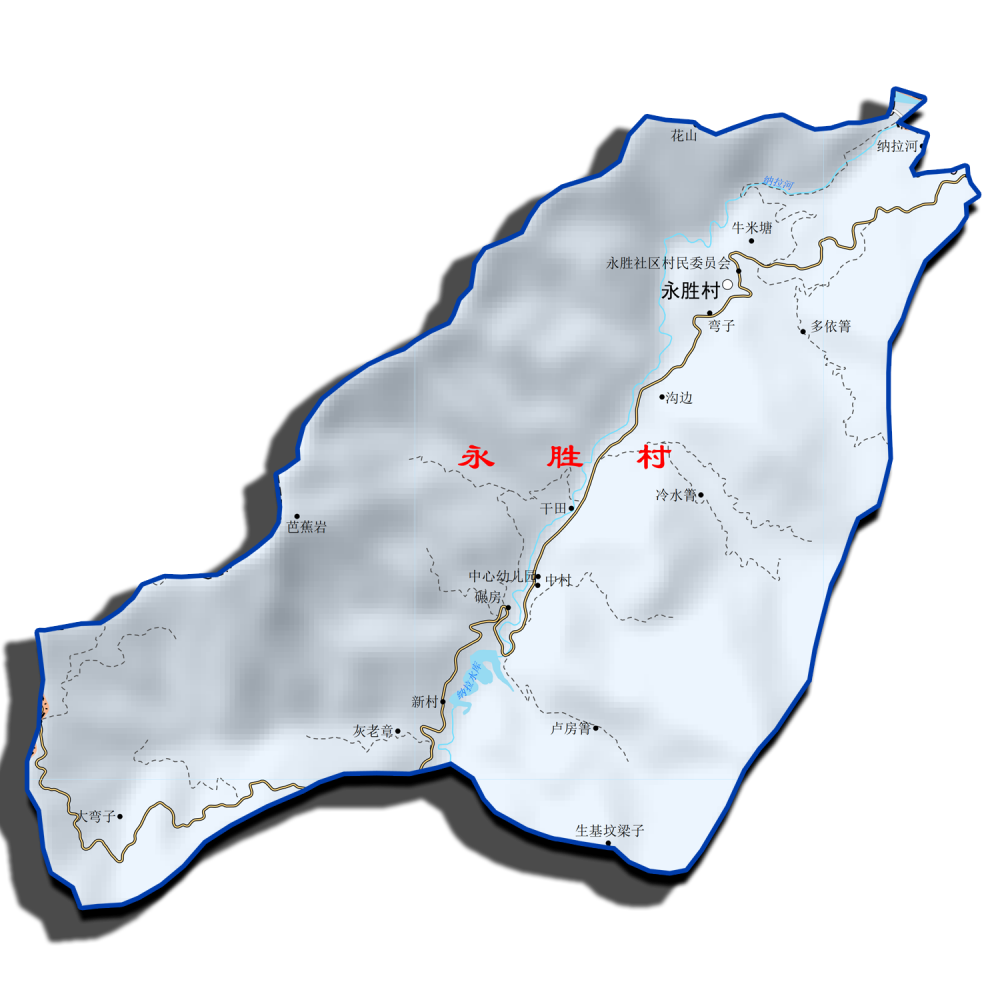 花山
纳拉河
纳拉河
牛米塘
永胜社区村民委员会
永胜村
弯子
多依箐
沟边
永胜村
冷水箐
干田
芭蕉岩
中心幼儿园
中村
碾房
新村
灰老章
卢房箐
大弯子
生基坟梁子